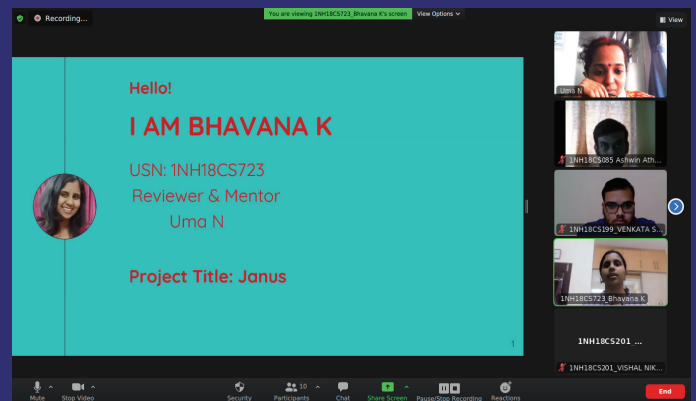 Recording...
You are viewing 1NH18CS723_Bhavana K's screen
View Options
View
Hello!
I AM BHAVANA K
USN: 1NH18CS723
Reviewer & Mentor
Uma N
Project Title: Janus
1
Uma N
1NH18CS085 Ashwin Ath...
1NH18CS199_VENKATA S...
1NH18CS723_Bhavana K
1NH18CS201_ ...
1NH18CS201_VISHAL NIK...
Mute
Stop Video
Security
Participants
10
Chat
Share Screen
Pause/Stop Recording
Reactions
End